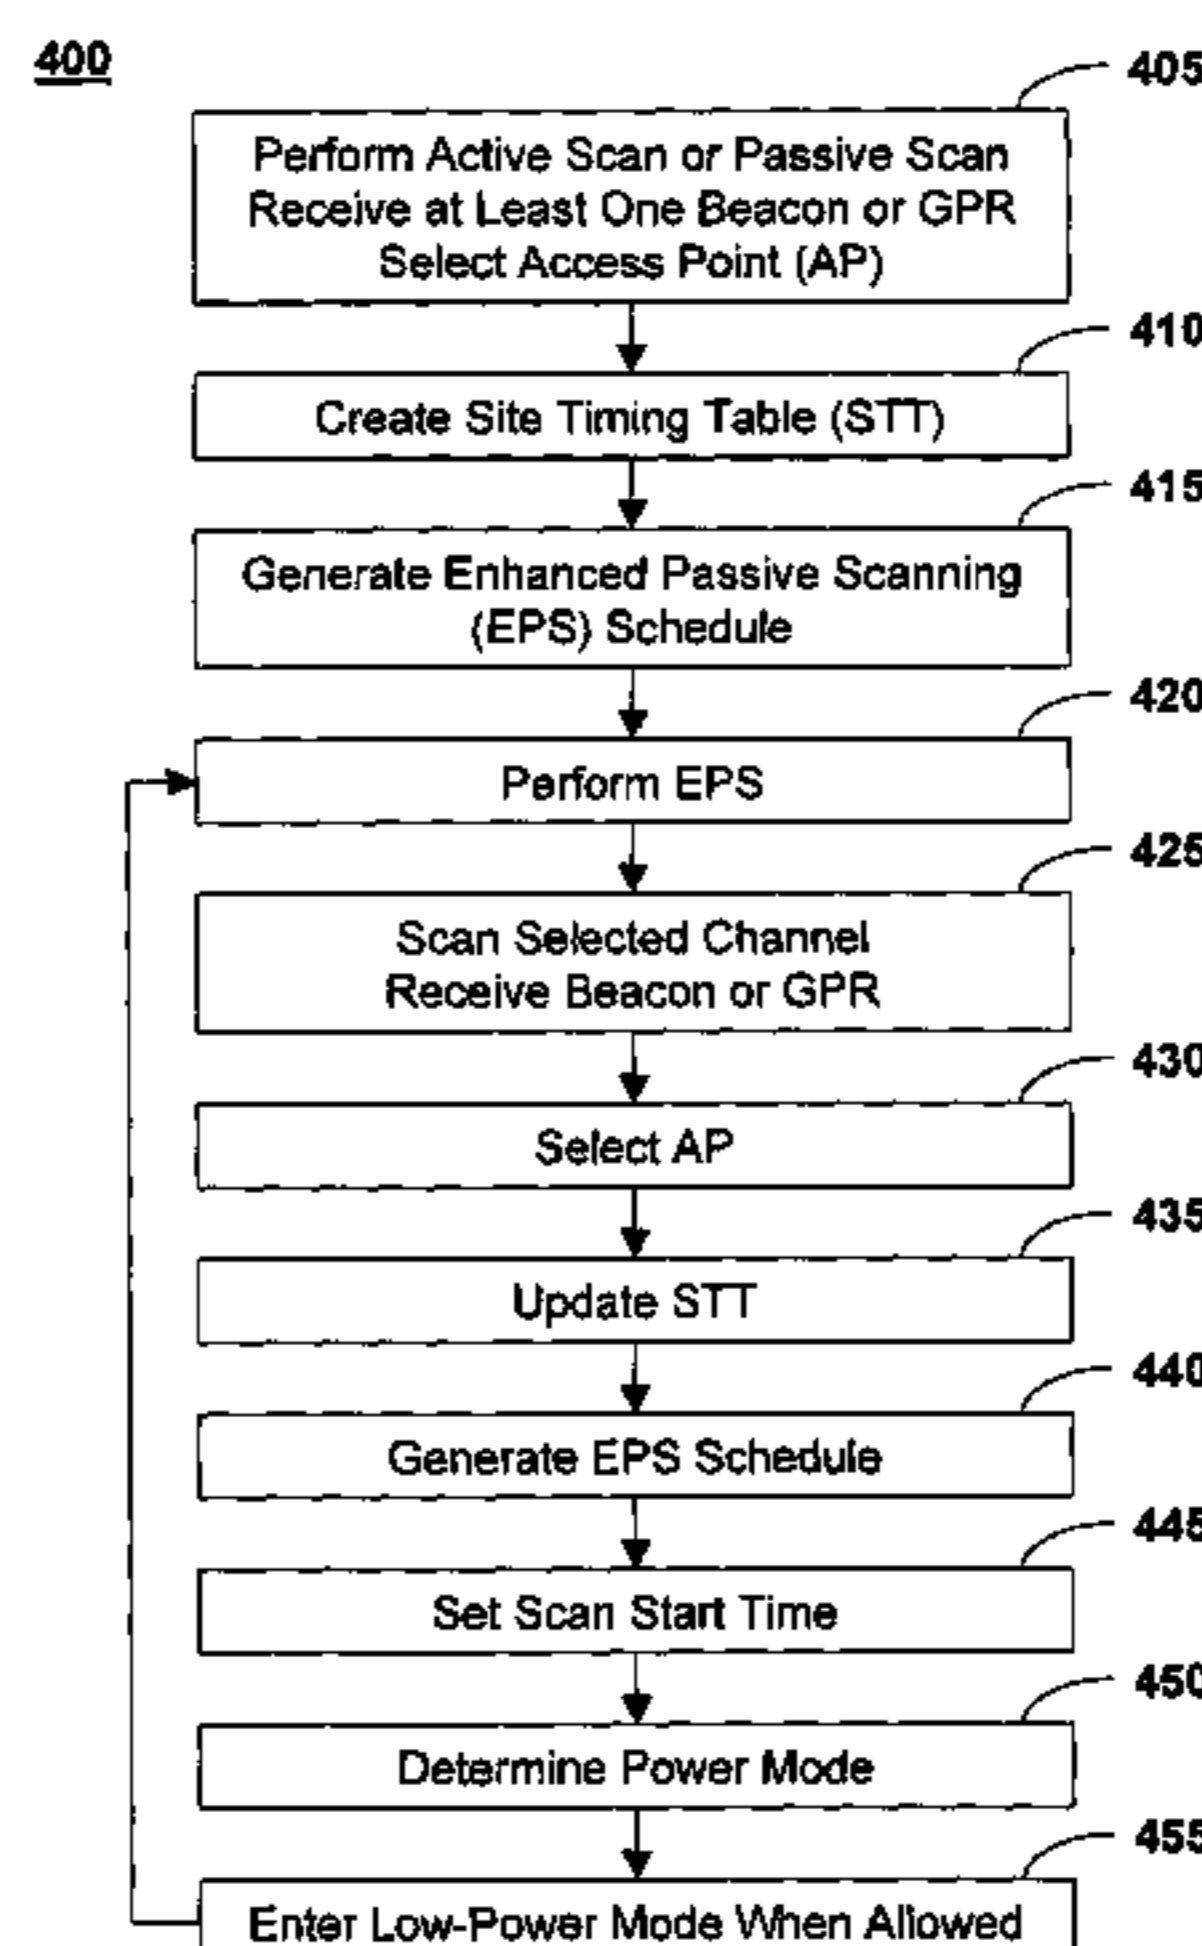 400
405
Perform Active Scan or Passive Scan
Receive at Least One Beacon or GPR
Select Access Point (AP)
410
Create Site Timing Table (STT)
415
Generate Enhanced Passive Scanning
(EPS) Schedule
420
Perform EPS
425
Scan Selected Channel
Receive Beacon or GPR
430
Select AP
435
Update STT
440
Generate EPS Schedule
445
Set Scan Start Time
450
Determine Power Mode
455
Enter Low-Power Mode When Allowed